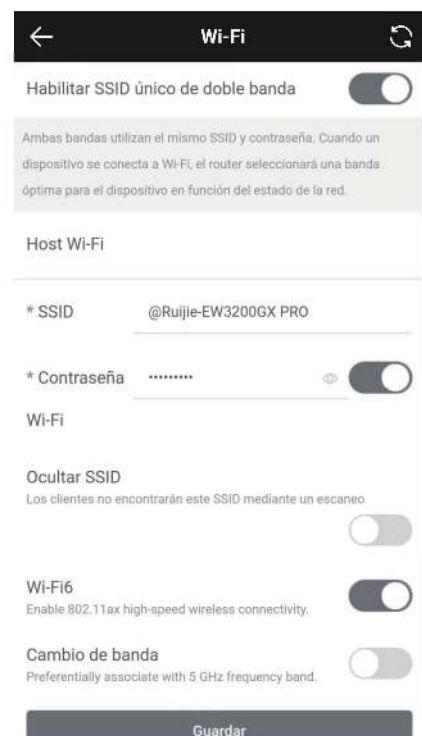 Wi-Fi
Habilitar SSID único de doble banda
Ambas bandas utilizan el mismo SSID y contraseña. Cuando un
dispositivo se conecta a Wi-Fi, el router seleccionará una banda
óptima para el dispositivo en función del estado de la red.
Host Wi-Fi
* SSID @Ruijie-EW3200GX PRO
* Contraseña •••••••••
Wi-Fi
Ocultar SSID
Los clientes no encontrarán este SSID mediante un escaneo
Wi-Fi6
Enable 802.11ax high-speed wireless connectivity.
Cambio de banda
Preferentially associate with 5 GHz frequency band.
Guardar